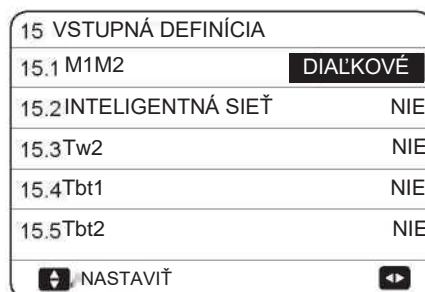 15 VSTUPNÁ DEFINÍCIA
15.1 M1M2 DIAĽKOVÉ
15.2 INTELIGENTNÁ SIEŤ NIE
15.3 Tw2 NIE
15.4 Tbt1 NIE
15.5 Tbt2 NIE
NASTAVIŤ